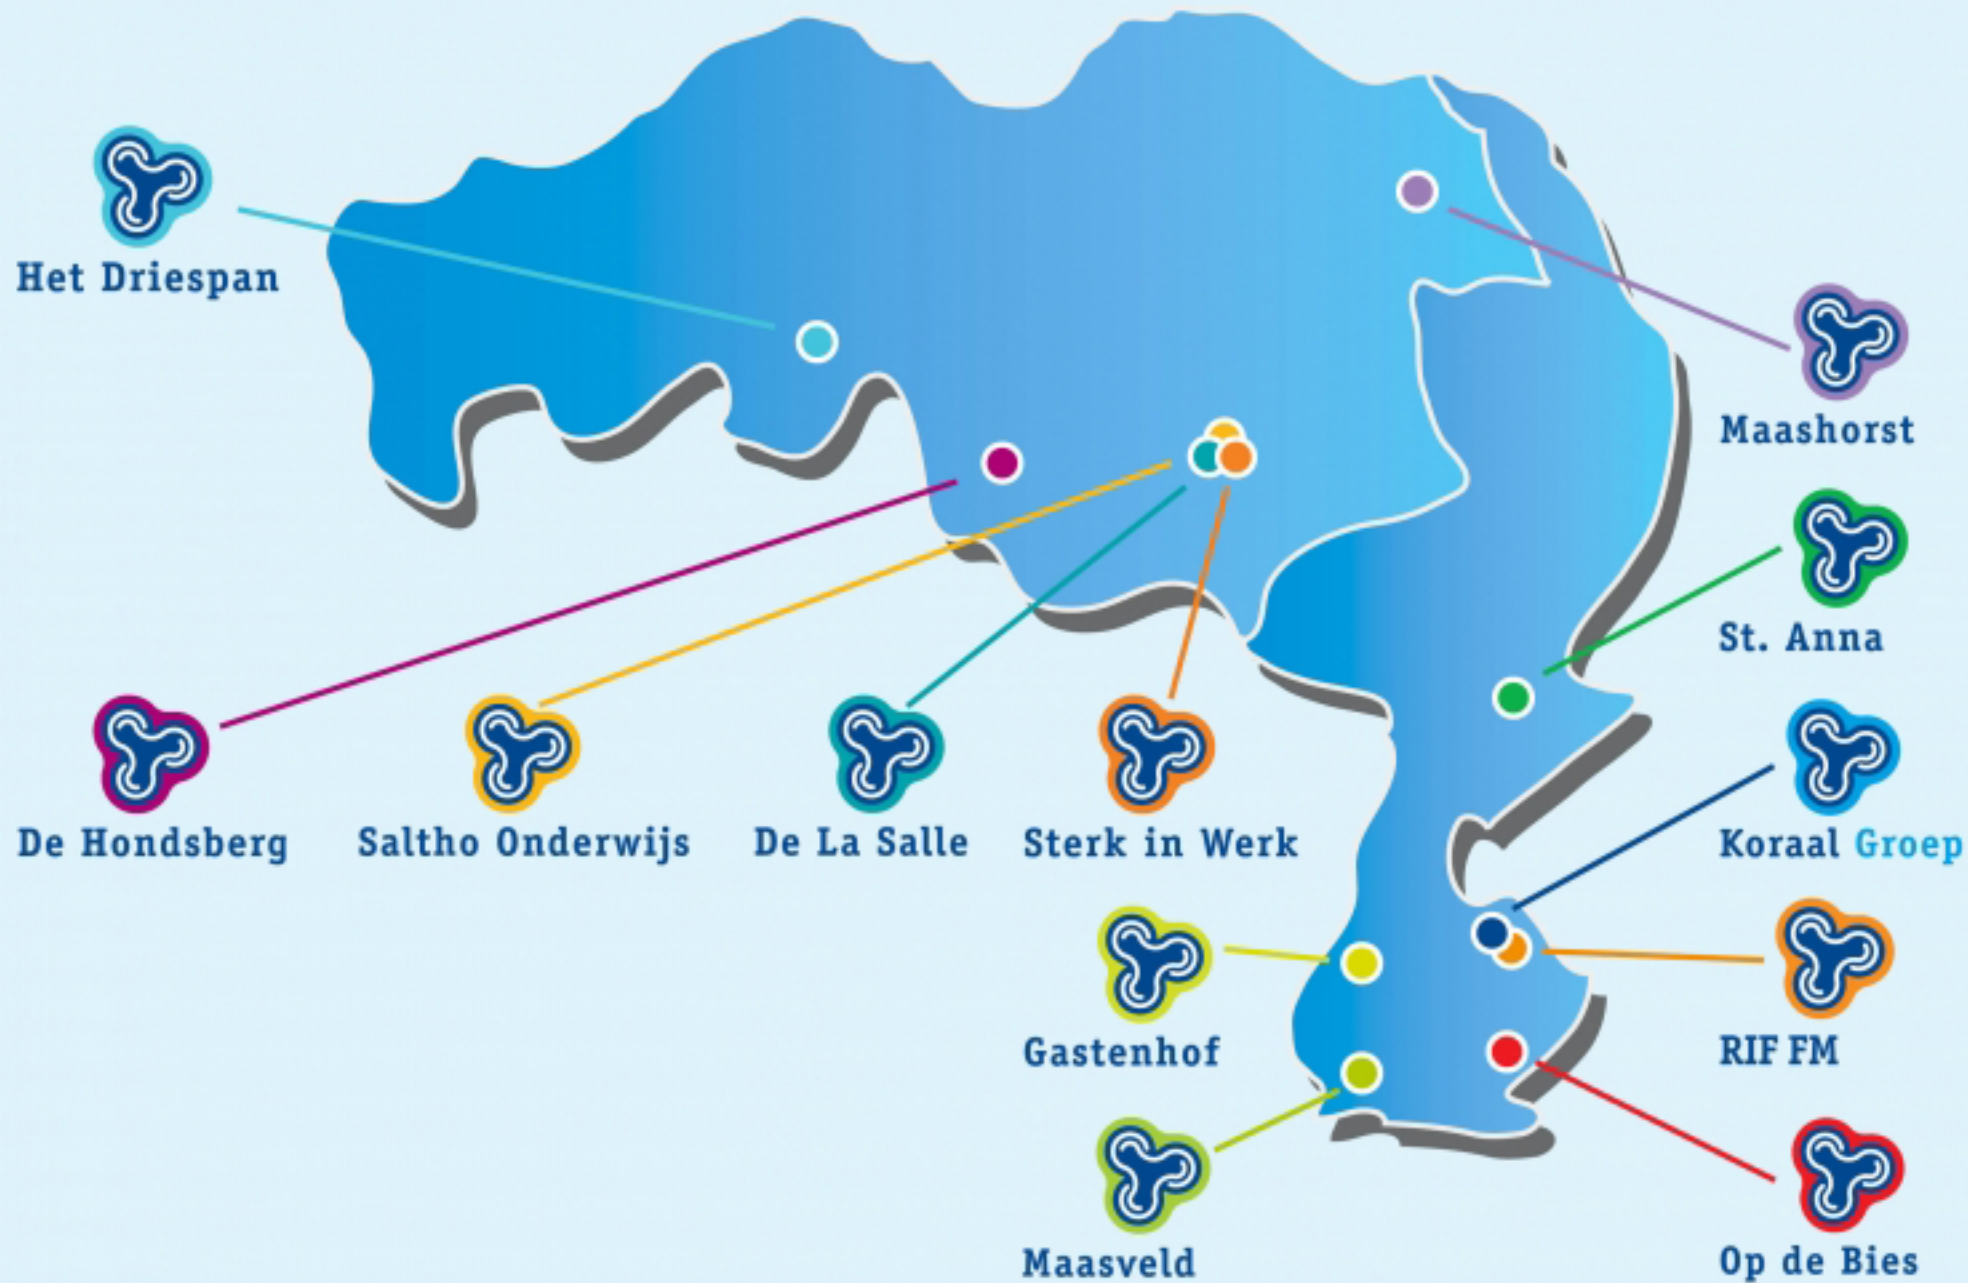 Het Driespan
Maashorst
St. Anna
De Hondsberg
Saltho Onderwijs
De La Salle
Sterk in Werk
Koraal Groep
Gastenhof
RIF FM
Maasveld
Op de Bies